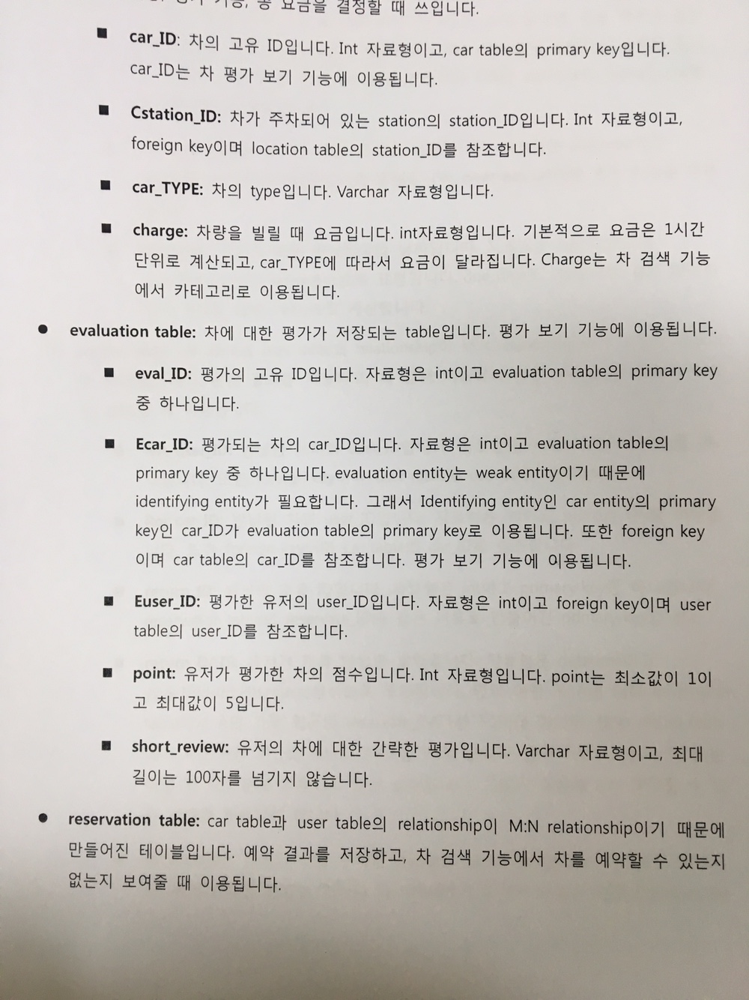 기능, 총 요금을 결정할 때 쓰입니다.
■ car_ID: 차의 고유 ID입니다. Int 자료형이고, car table의 primary key입니다.
car_ID는 차 평가 보기 기능에 이용됩니다.
■ Cstation_ID: 차가 주차되어 있는 station의 station_ID입니다. Int 자료형이고,
foreign key이며 location table의 station_ID를 참조합니다.
■ car_TYPE: 차의 type입니다. Varchar 자료형입니다.
■ charge: 차량을 빌릴 때 요금입니다. int자료형입니다. 기본적으로 요금은 1시간
단위로 계산되고, car_TYPE에 따라서 요금이 달라집니다. Charge는 차 검색 기능
에서 카테고리로 이용됩니다.
● evaluation table: 차에 대한 평가가 저장되는 table입니다. 평가 보기 기능에 이용됩니다.
■ eval_ID: 평가의 고유 ID입니다. 자료형은 int이고 evaluation table의 primary key
중 하나입니다.
■ Ecar_ID: 평가되는 차의 car_ID입니다. 자료형은 int이고 evaluation table의
primary key 중 하나입니다. evaluation entity는 weak entity이기 때문에
identifying entity가 필요합니다. 그래서 Identifying entity인 car entity의 primary
key인 car_ID가 evaluation table의 primary key로 이용됩니다. 또한 foreign key
이며 car table의 car_ID를 참조합니다. 평가 보기 기능에 이용됩니다.
■ Euser_ID: 평가한 유저의 user_ID입니다. 자료형은 int이고 foreign key이며 user
table의 user_ID를 참조합니다.
■ point: 유저가 평가한 차의 점수입니다. Int 자료형입니다. point는 최소값이 1이
고 최대값이 5입니다.
■ short_review: 유저의 차에 대한 간략한 평가입니다. Varchar 자료형이고, 최대
길이는 100자를 넘기지 않습니다.
● reservation table: car table과 user table의 relationship이 M:N relationship이기 때문에
만들어진 테이블입니다. 예약 결과를 저장하고, 차 검색 기능에서 차를 예약할 수 있는지
없는지 보여줄 때 이용됩니다.